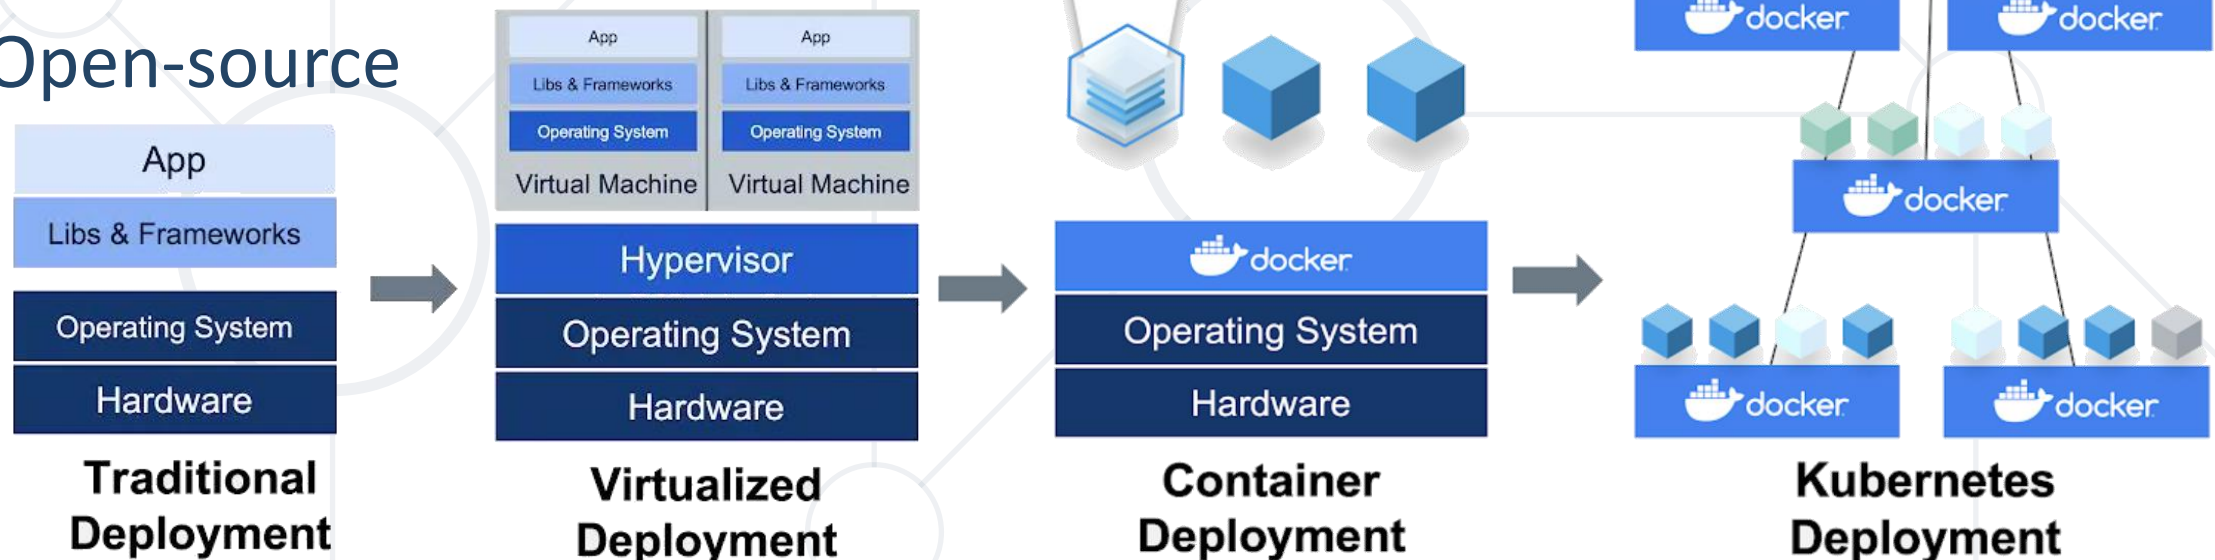 Open-source
App
Libs & Frameworks
Operating System
Hardware
Traditional
Deployment
App
Libs & Frameworks
Operating System
Virtual Machine
App
Libs & Frameworks
Operating System
Virtual Machine
Hypervisor
Operating System
Hardware
Virtualized
Deployment
docker
Operating System
Hardware
Container
Deployment
docker
docker
docker
docker
docker
Kubernetes
Deployment